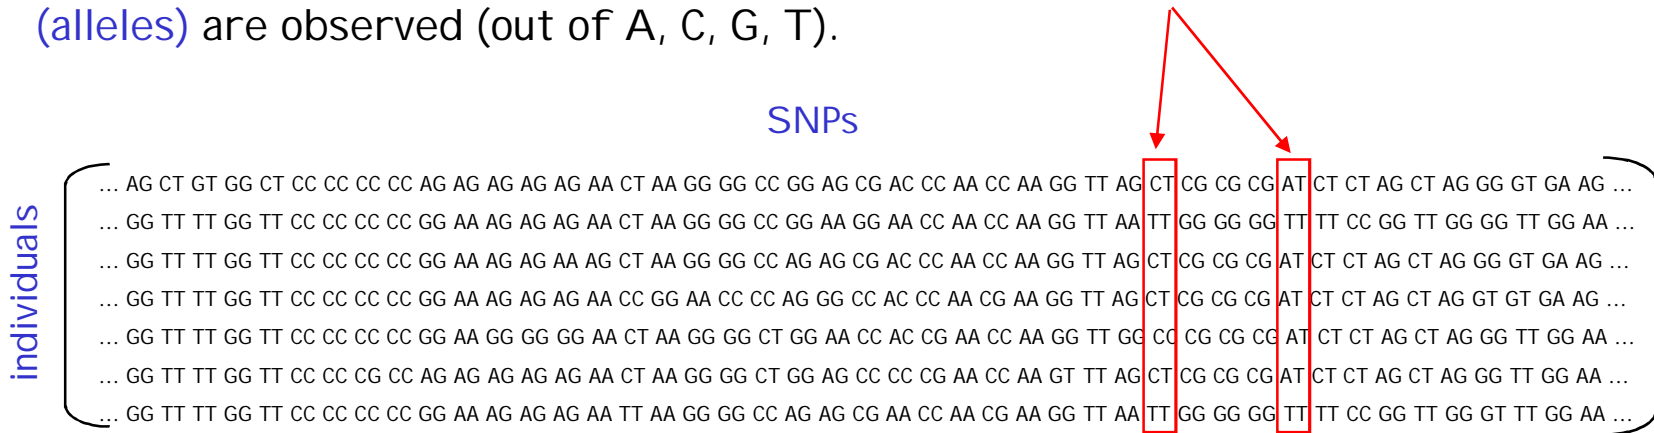 (alleles) are observed (out of A, C, G, T).
SNPs
individuals
… AG CT GT GG CT CC CC CC CC AG AG AG AG AG AA CT AA GG GG CC GG AG CG AC CC AA CC AA GG TT AG CT CG CG CG AT CT CT AG CT AG GG GT GA AG …
… GG TT TT GG TT CC CC CC CC GG AA AG AG AG AA CT AA GG GG CC GG AA GG AA CC AA CC AA GG TT AA TT GG GG GG TT TT CC GG TT GG GG TT GG AA …
… GG TT TT GG TT CC CC CC CC GG AA AG AG AA AG CT AA GG GG CC AG AG CG AC CC AA CC AA GG TT AG CT CG CG CG AT CT CT AG CT AG GG GT GA AG …
… GG TT TT GG TT CC CC CC CC GG AA AG AG AG AA CC GG AA CC CC AG GG CC AC CC AA CG AA GG TT AG CT CG CG CG AT CT CT AG CT AG GT GT GA AG …
… GG TT TT GG TT CC CC CC CC GG AA GG GG GG AA CT AA GG GG CT GG AA CC AC CG AA CC AA GG TT GG CC CG CG CG AT CT CT AG CT AG GG TT GG AA …
… GG TT TT GG TT CC CC CG CC AG AG AG AG AG AA CT AA GG GG CT GG AG CC CC CG AA CC AA GT TT AG CT CG CG CG AT CT CT AG CT AG GG TT GG AA …
… GG TT TT GG TT CC CC CC CC GG AA AG AG AG AA TT AA GG GG CC AG AG CG AA CC AA CG AA GG TT AA TT GG GG GG TT TT CC GG TT GG GT TT GG AA …